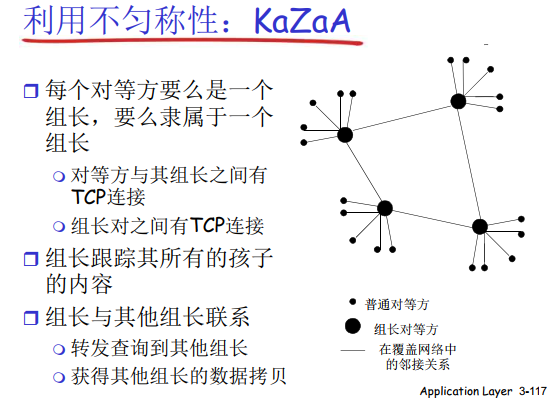 利用不匀称性：KaZaA
每个对等方要么是一个
组长，要么隶属于一个
组长
对等方与其组长之间有
TCP连接
组长对之间有TCP连接
组长跟踪其所有的孩子
的内容
组长与其他组长联系
转发查询到其他组长
获得其他组长的数据拷贝
普通对等方
组长对等方
在覆盖网络中
的邻接关系
Application Layer 3-117